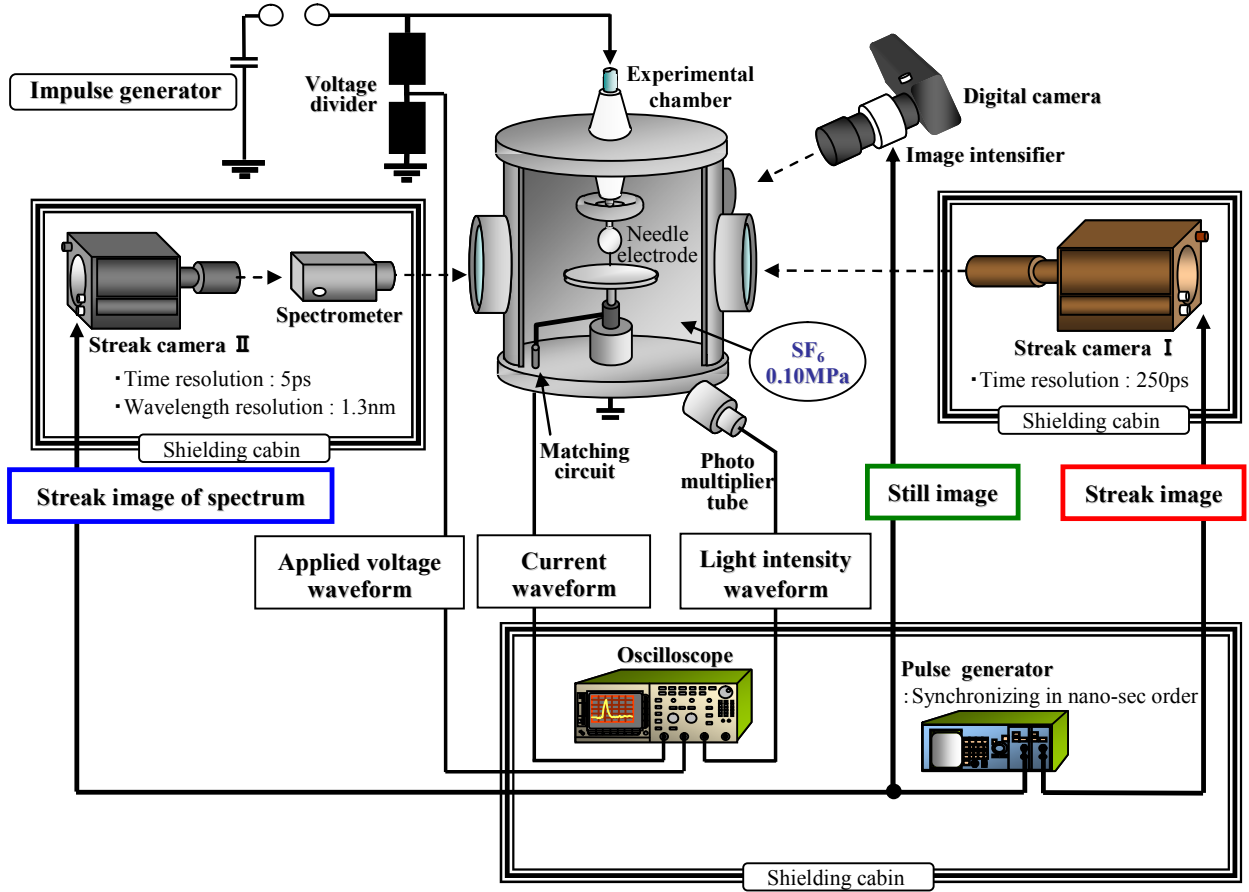 Impulse generator
Voltage
divider
Experimental
chamber
Digital camera
Image intensifier
Needle
electrode
Spectrometer
Streak camera Ⅱ
・Time resolution : 5ps
・Wavelength resolution : 1.3nm
Shielding cabin
SF₆
0.10MPa
Streak camera Ⅰ
・Time resolution : 250ps
Shielding cabin
Matching
circuit
Photo
multiplier
tube
Streak image of spectrum
Still image
Streak image
Applied voltage
waveform
Current
waveform
Light intensity
waveform
Oscilloscope
Pulse generator
: Synchronizing in nano-sec order
Shielding cabin